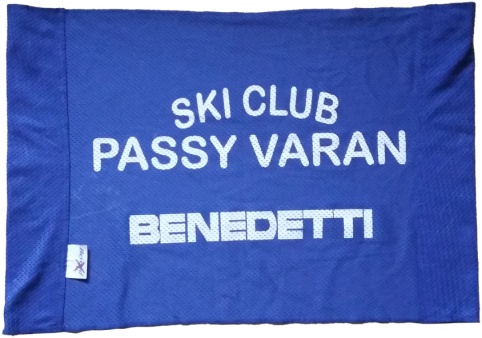 SKI CLUB
PASSY VARAN
BENEDETTI